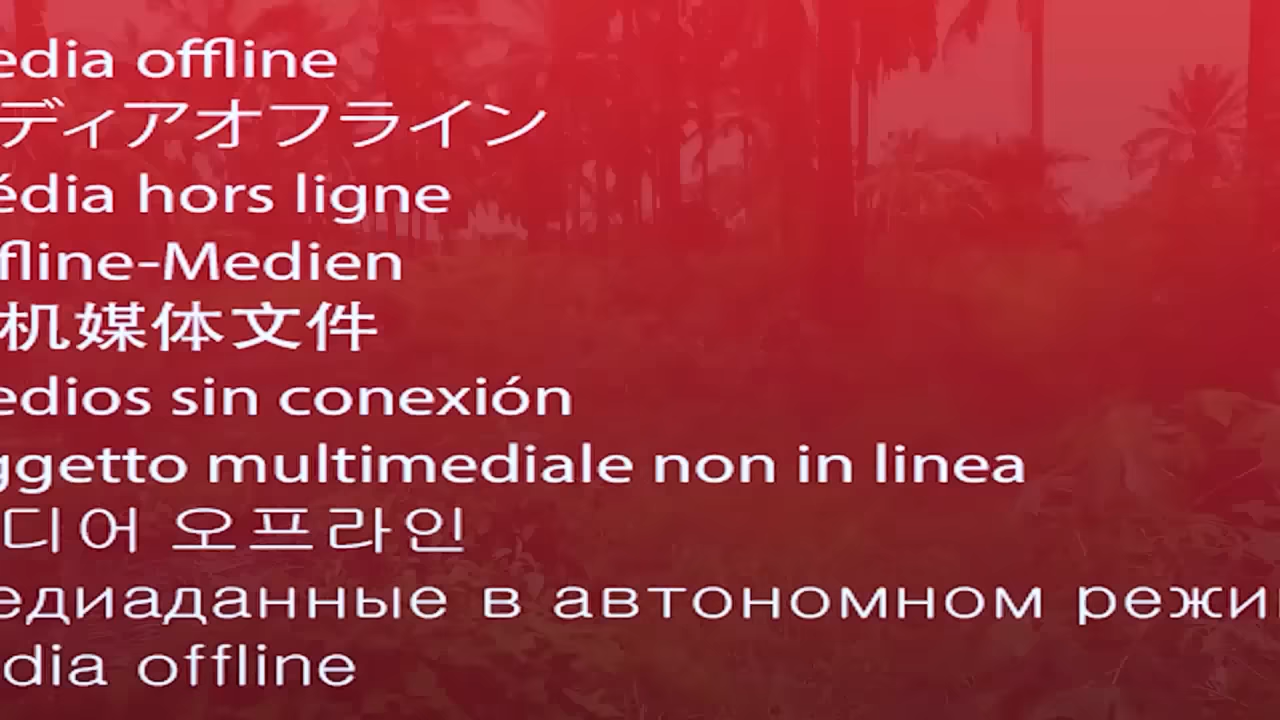 edia offline
ディアオフライン
édia hors ligne
fline-Medien
机媒体文件
edios sin conexión
ggetto multimediale non in linea
디어 오프라인
едиаданные в автономном режи
dia offline